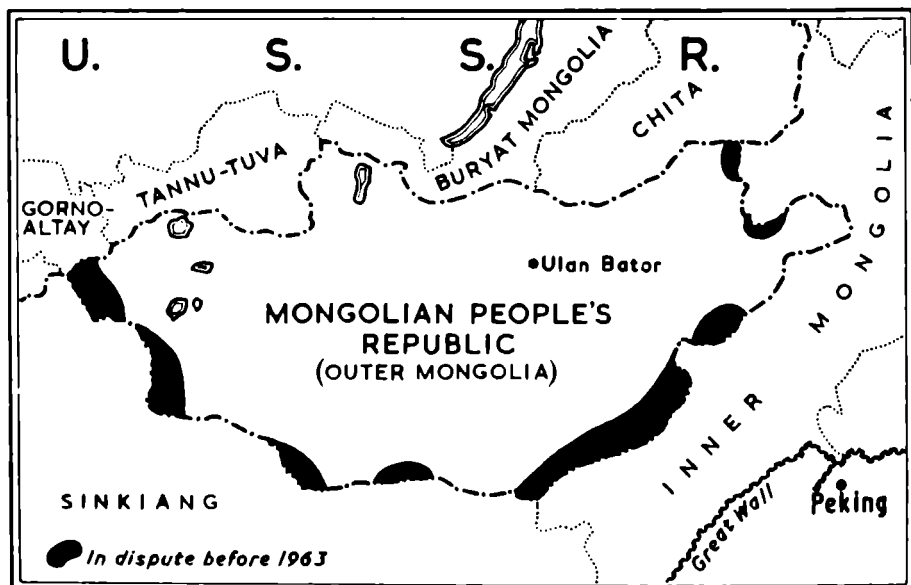 U. S. S. R.
BURYAT MONGOLIA
CHITA
TANNU-TUVA
GORNO-
ALTAY
Ulan Bator
MONGOLIAN PEOPLE'S
REPUBLIC
(OUTER MONGOLIA)
INNER MONGOLIA
SINKIANG
Peking
Great Wall
In dispute before 1963